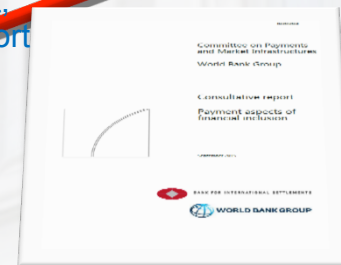 ort
Committee on Payments
and Market Infrastructures
World Bank Group
Consultative report
Payment aspects of
financial inclusion
BANK FOR INTERNATIONAL SETTLEMENTS
WORLD BANK GROUP